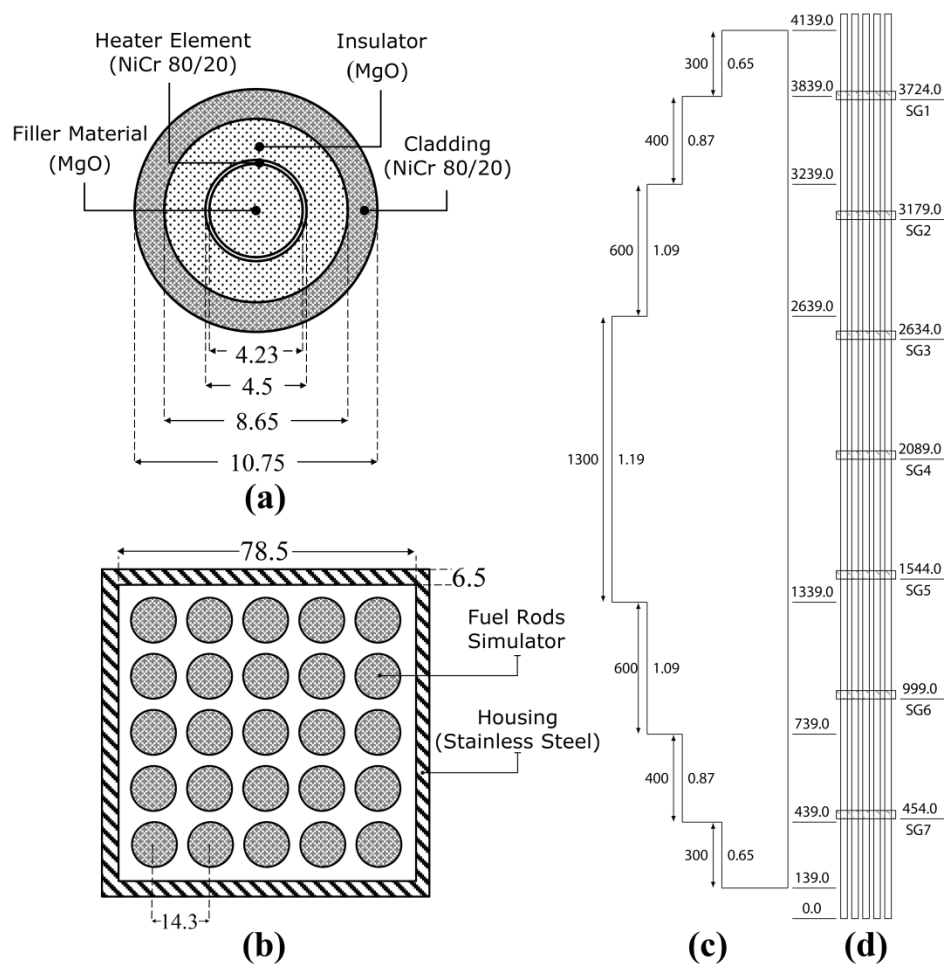 Heater Element
(NiCr 80/20)
Insulator
(MgO)
Filler Material
(MgO)
Cladding
(NiCr 80/20)
4.23
4.5
8.65
10.75
(a)
78.5
6.5
Fuel Rods
Simulator
Housing
(Stainless Steel)
14.3
(b)
300
0.65
400
0.87
600
1.09
1300
1.19
600
1.09
400
0.87
300
0.65
4139.0
3839.0
3239.0
2639.0
1339.0
739.0
439.0
139.0
0.0
(c)
3724.0
SG1
3179.0
SG2
2634.0
SG3
2089.0
SG4
1544.0
SG5
999.0
SG6
454.0
SG7
(d)